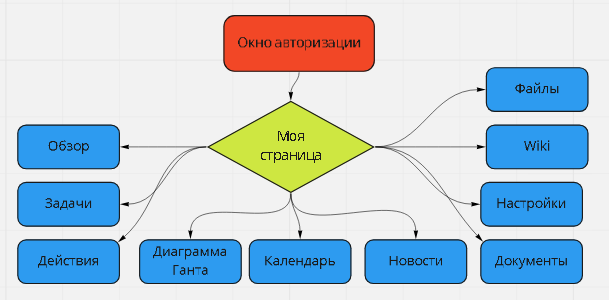 Окно авторизации
Файлы
Моя
страница
Обзор
Wiki
Задачи
Настройки
Действия
Диаграмма
Ганта
Календарь
Новости
Документы